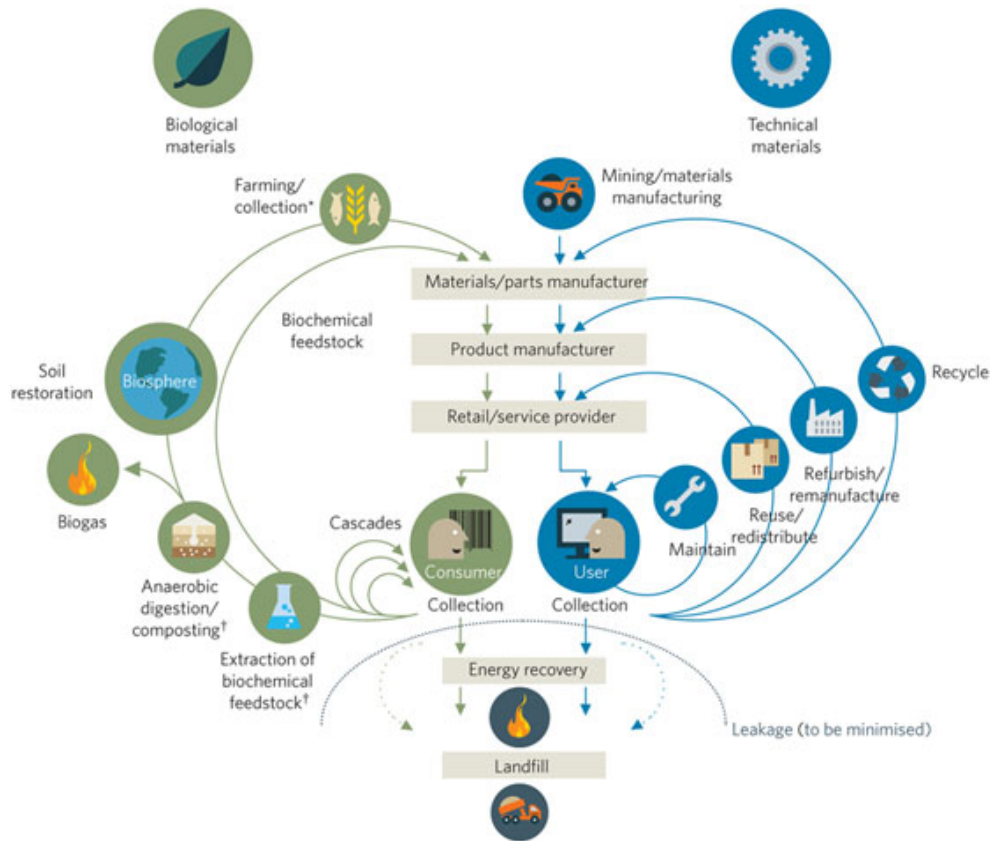 Biological
materials
Technical
materials
Farming/
collection*
Mining/materials
manufacturing
Materials/parts manufacturer
Biochemical
feedstock
Product manufacturer
Soil
restoration
Biosphere
Recycle
Retail/service provider
Refurbish/
remanufacture
Biogas
Reuse/
redistribute
Cascades
Maintain
Consumer
User
Anaerobic
digestion/
composting†
Collection
Collection
Extraction of
biochemical
feedstock†
Energy recovery
Leakage (to be minimised)
Landfill